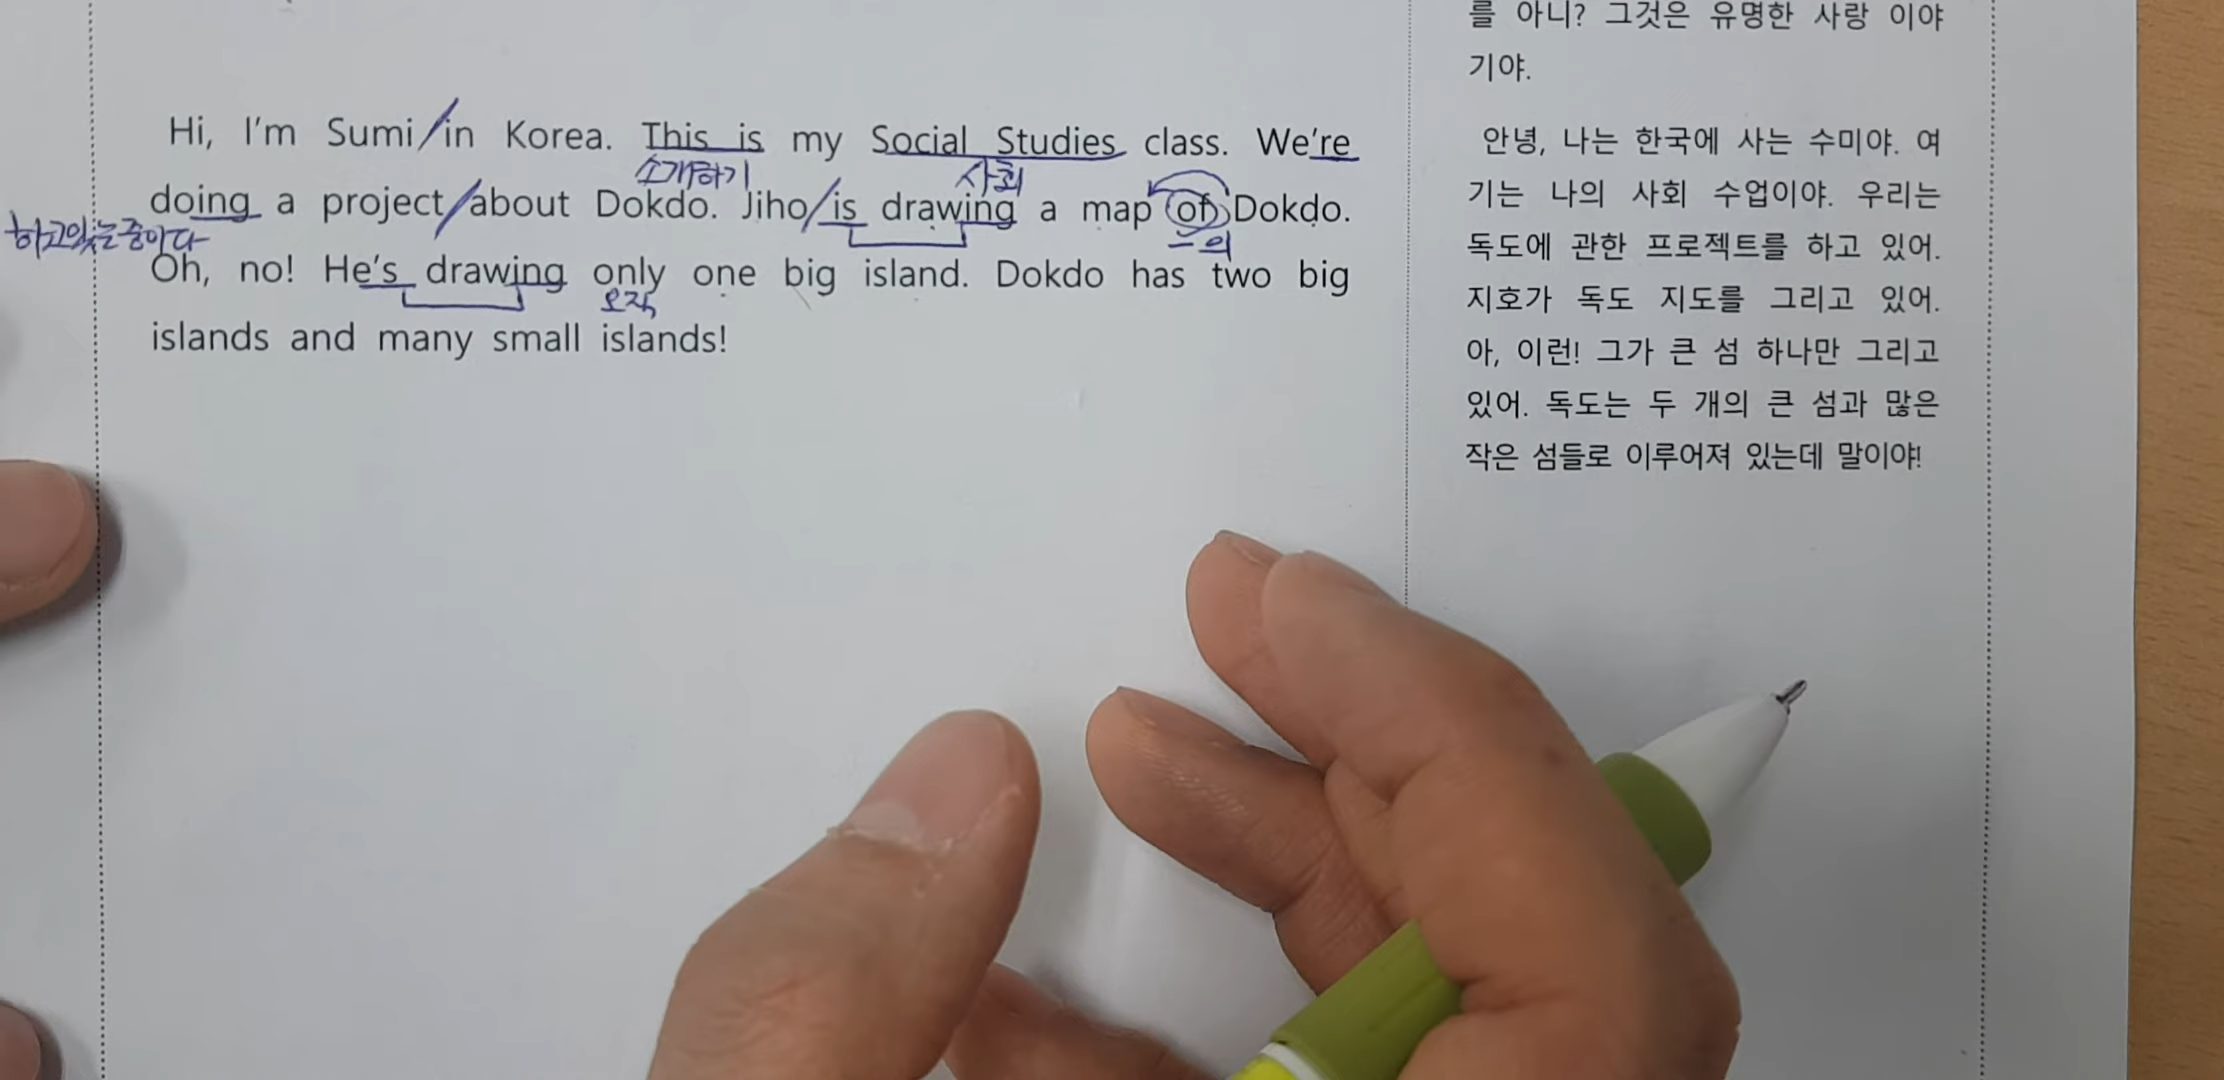 Hi, I'm Sumi in Korea. This is my Social Studies class. We're
소개하기
사회
doing a project about Dokdo. Jiho is drawing a map of Dokdo.
하고있는중이다
~의
Oh, no! He's drawing only one big island. Dokdo has two big
오직
islands and many small islands!
를 아니? 그것은 유명한 사랑 이야
기야.
안녕, 나는 한국에 사는 수미야. 여
기는 나의 사회 수업이야. 우리는
독도에 관한 프로젝트를 하고 있어.
지호가 독도 지도를 그리고 있어.
아, 이런! 그가 큰 섬 하나만 그리고
있어. 독도는 두 개의 큰 섬과 많은
작은 섬들로 이루어져 있는데 말이야!